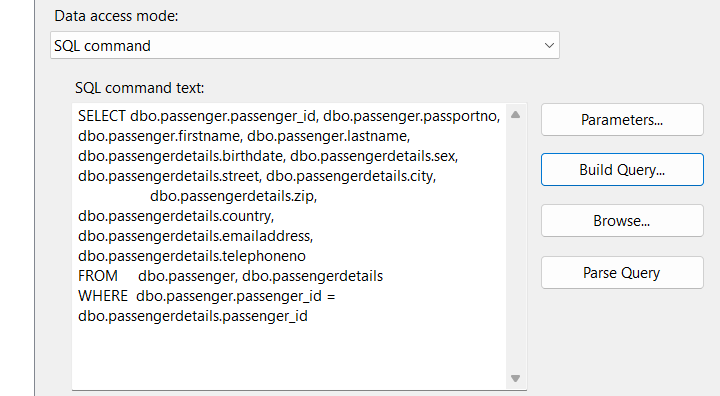 Data access mode:
SQL command
SQL command text:
SELECT dbo.passenger.passenger_id, dbo.passenger.passportno,
dbo.passenger.firstname, dbo.passenger.lastname,
dbo.passengerdetails.birthdate, dbo.passengerdetails.sex,
dbo.passengerdetails.street, dbo.passengerdetails.city,
dbo.passengerdetails.zip,
dbo.passengerdetails.country,
dbo.passengerdetails.emailaddress,
dbo.passengerdetails.telephoneno
FROM dbo.passenger, dbo.passengerdetails
WHERE dbo.passenger.passenger_id =
dbo.passengerdetails.passenger_id
Parameters...
Build Query...
Browse...
Parse Query